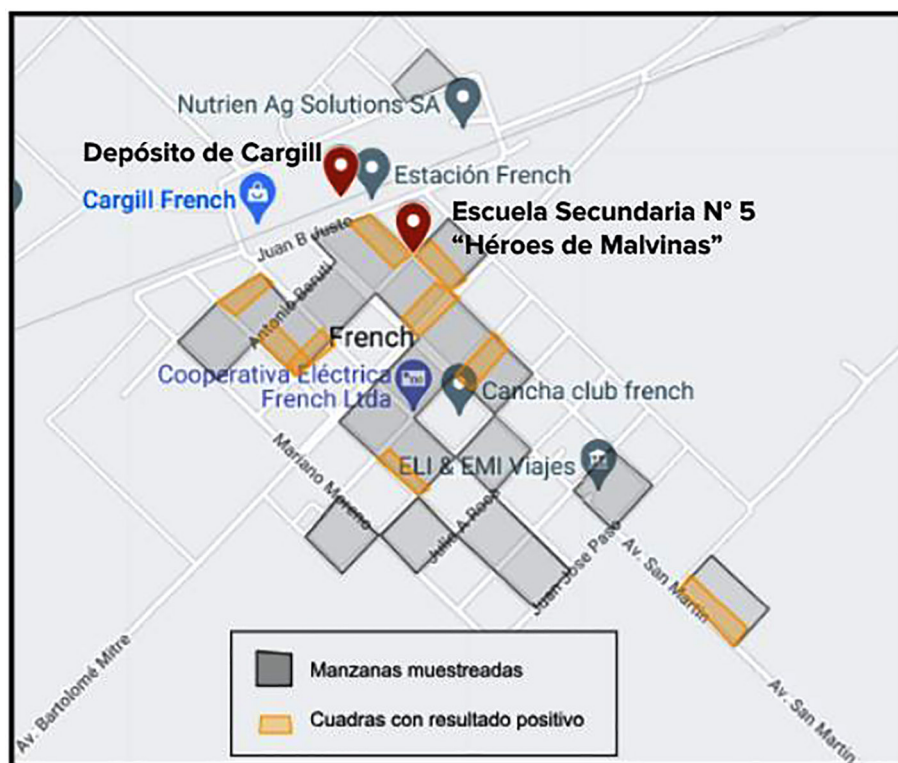 Nutrien Ag Solutions SA
Depósito de Cargill
Estación French
Cargill French
Escuela Secundaria N° 5
“Héroes de Malvinas”
Juan B Justo
Antonio Beruti
French
Cooperativa Eléctrica
French Ltda
Cancha club french
Mariano Moreno
ELI & EMI Viajes
Julio A Roca
Juan Jose Paso
Av. San Martin
Av. Bartolomé Mitre
Av. San Martin
Manzanas muestreadas
Cuadras con resultado positivo